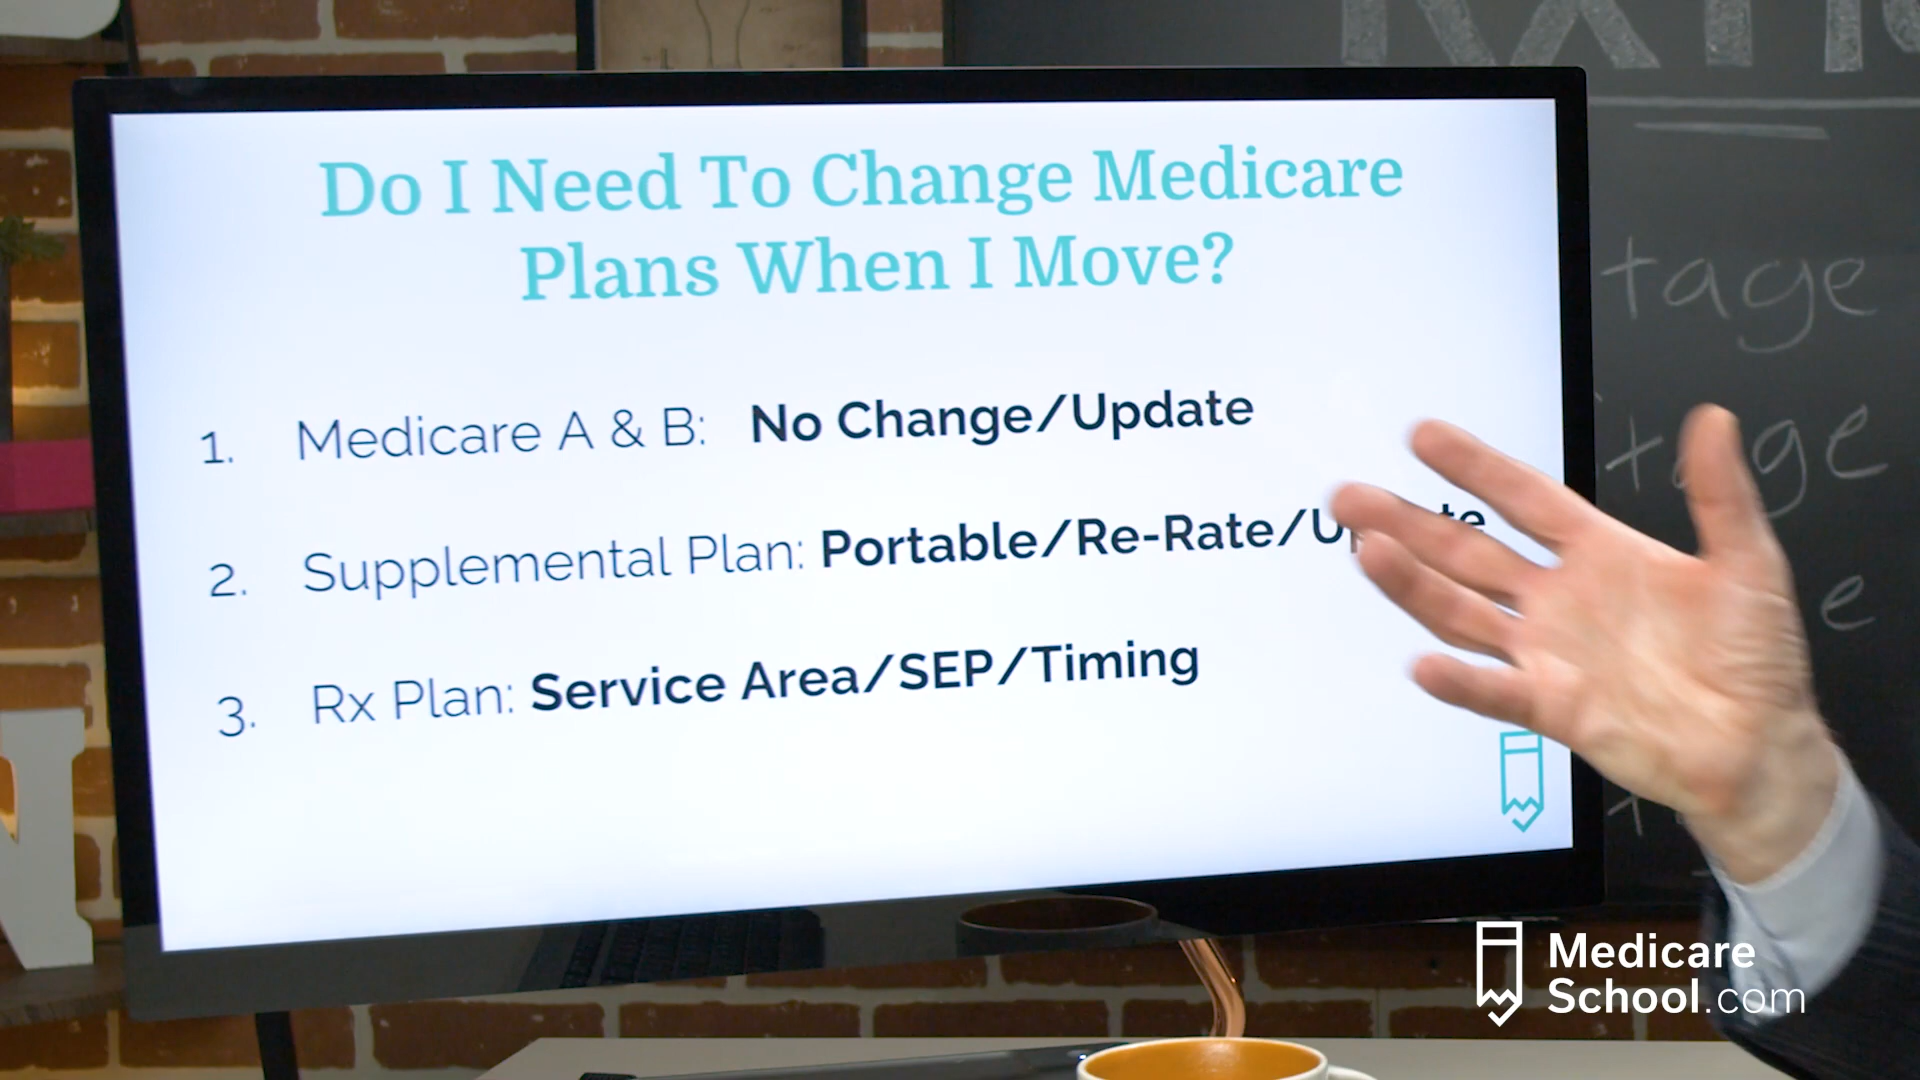 Do I Need To Change Medicare
Plans When I Move?
1. Medicare A & B: No Change/Update
2. Supplemental Plan: Portable/Re-Rate/
3. Rx Plan: Service Area/SEP/Timing
Medicare
School.com